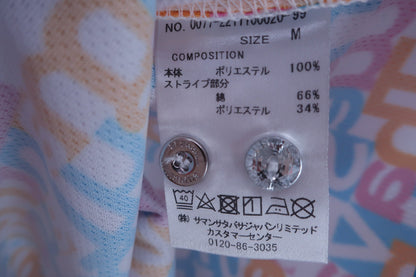 NO. 0077-2211100020-99
SIZE M
COMPOSITION
本体 ポリエステル 100%
ストライプ部分
綿 66%
ポリエステル 34%
40
㈱ サマンサタバサジャパンリミテッド
カスタマーセンター
0120-86-3035